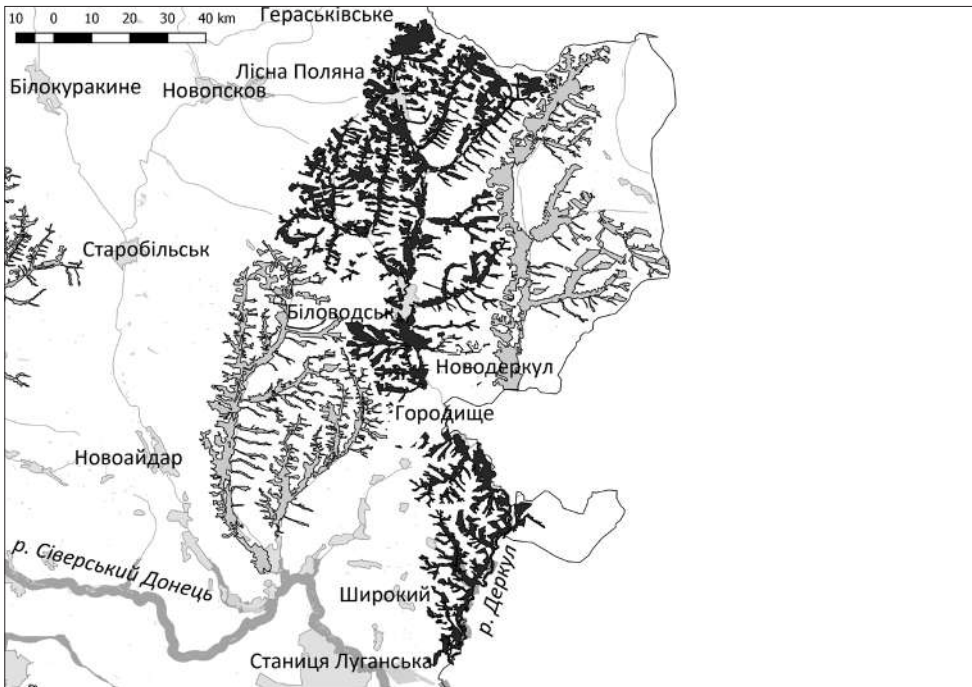 Гераськівське
10 0 10 20 30 40 km
Лісна Поляна
Білокуракине
Новопсков
Старобільськ
Біловодськ
Новодеркул
Городище
Новоайдар
р. Сіверський Донець
Широкий
р. Деркул
Станиця Луганська